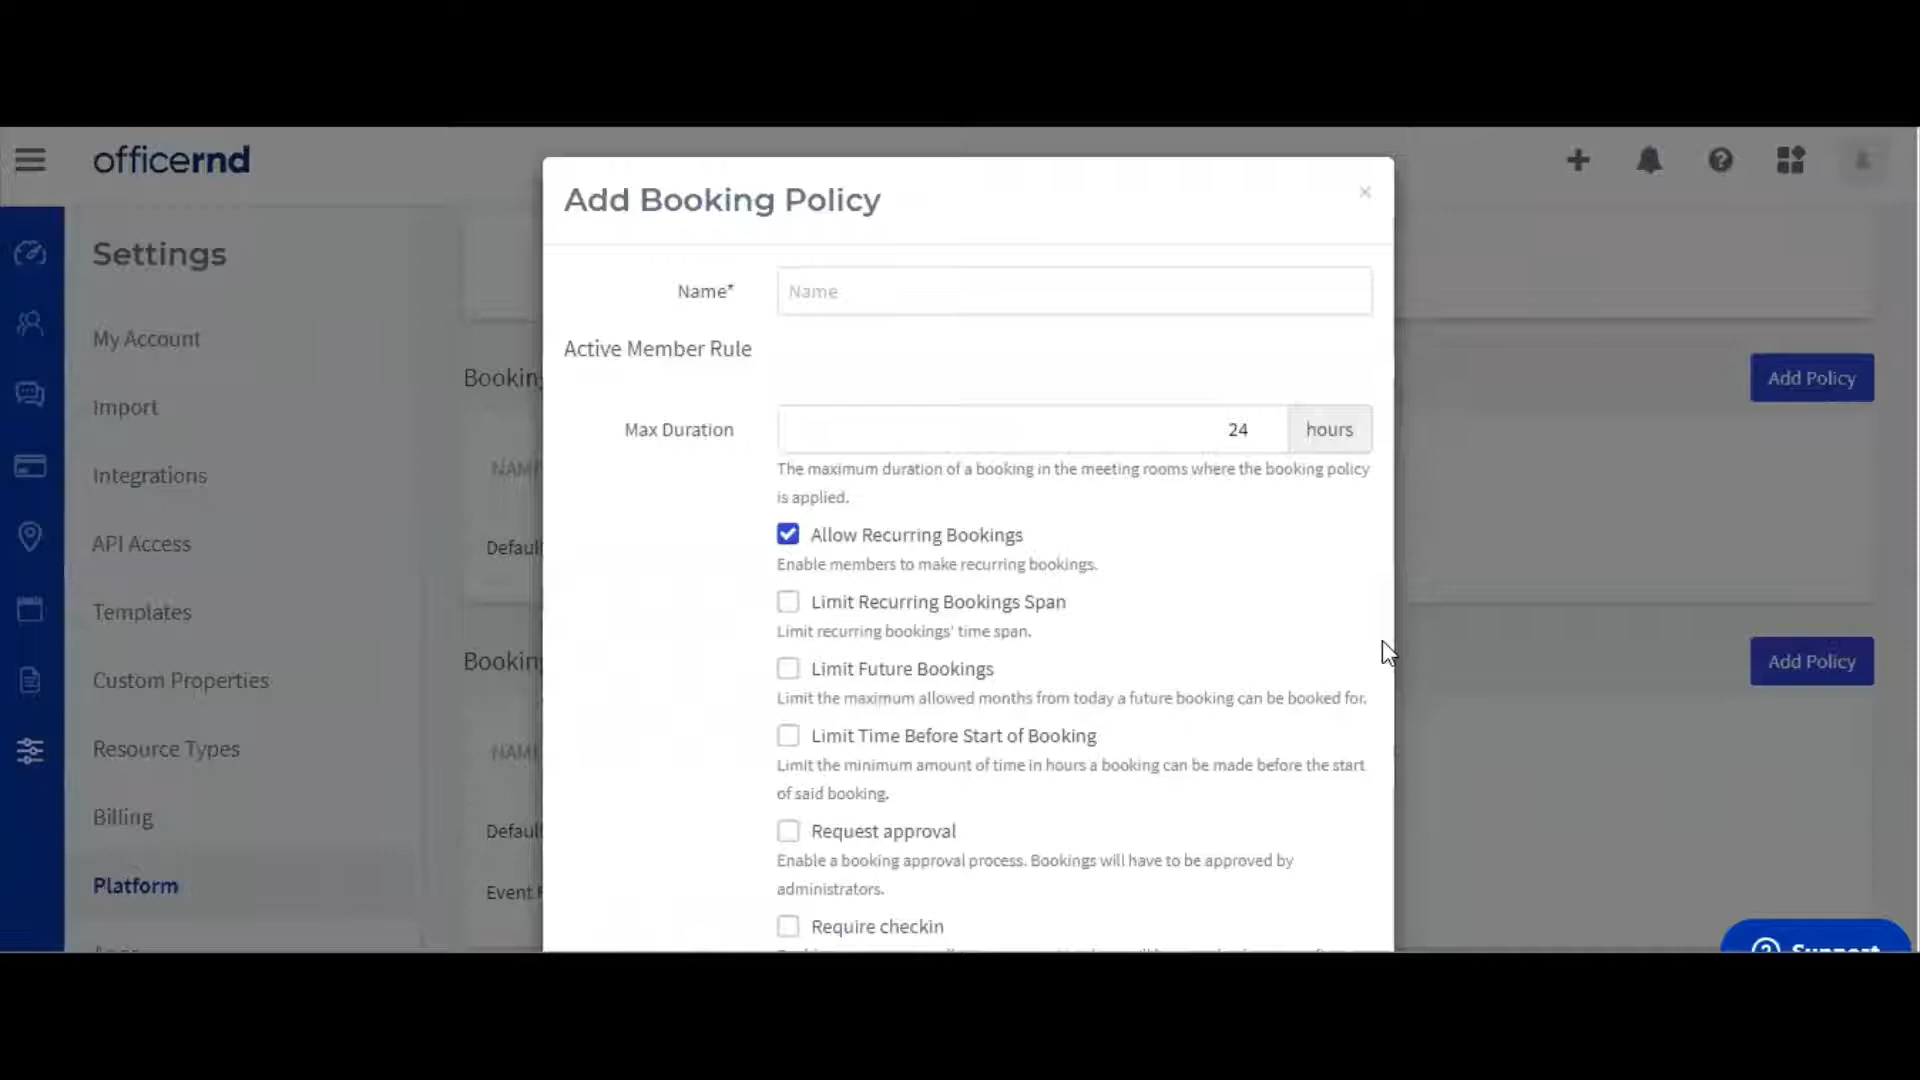 officernd
Add Booking Policy
×
Settings
Name*
Name
My Account
Active Member Rule
Add Policy
Import
Max Duration
24
hours
The maximum duration of a booking in the meeting rooms where the booking policy
is applied.
Integrations
API Access
Allow Recurring Bookings
Enable members to make recurring bookings.
Templates
Limit Recurring Bookings Span
Limit recurring bookings' time span.
Add Policy
Custom Properties
Limit Future Bookings
Limit the maximum allowed months from today a future booking can be booked for.
Resource Types
Limit Time Before Start of Booking
Limit the minimum amount of time in hours a booking can be made before the start
of said booking.
Billing
Request approval
Enable a booking approval process. Bookings will have to be approved by
administrators.
Platform
Event
Require checkin
Support